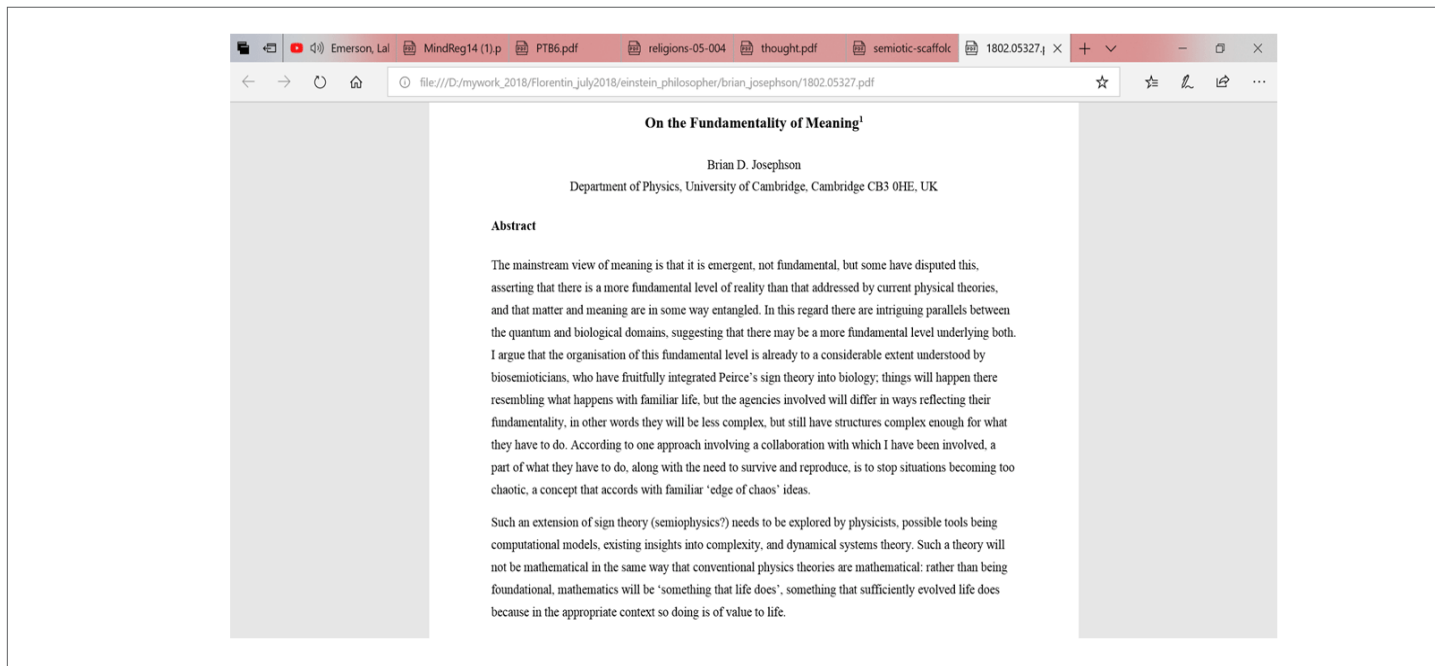 Emerson, Lal MindReg14 (1).p PTB6.pdf religions-05-004 thought.pdf semiotic-scaffolc 1802.05327.p
file:///D:/mywork_2018/Florentin_july2018/einstein_philosopher/brian_josephson/1802.05327.pdf
On the Fundamentality of Meaning¹
Brian D. Josephson
Department of Physics, University of Cambridge, Cambridge CB3 0HE, UK
Abstract
The mainstream view of meaning is that it is emergent, not fundamental, but some have disputed this,
asserting that there is a more fundamental level of reality than that addressed by current physical theories,
and that matter and meaning are in some way entangled. In this regard there are intriguing parallels between
the quantum and biological domains, suggesting that there may be a more fundamental level underlying both.
I argue that the organisation of this fundamental level is already to a considerable extent understood by
biosemioticians, who have fruitfully integrated Peirce's sign theory into biology; things will happen there
resembling what happens with familiar life, but the agencies involved will differ in ways reflecting their
fundamentality, in other words they will be less complex, but still have structures complex enough for what
they have to do. According to one approach involving a collaboration with which I have been involved, a
part of what they have to do, along with the need to survive and reproduce, is to stop situations becoming too
chaotic, a concept that accords with familiar 'edge of chaos' ideas.
Such an extension of sign theory (semiophysics?) needs to be explored by physicists, possible tools being
computational models, existing insights into complexity, and dynamical systems theory. Such a theory will
not be mathematical in the same way that conventional physics theories are mathematical: rather than being
foundational, mathematics will be 'something that life does', something that sufficiently evolved life does
because in the appropriate context so doing is of value to life.